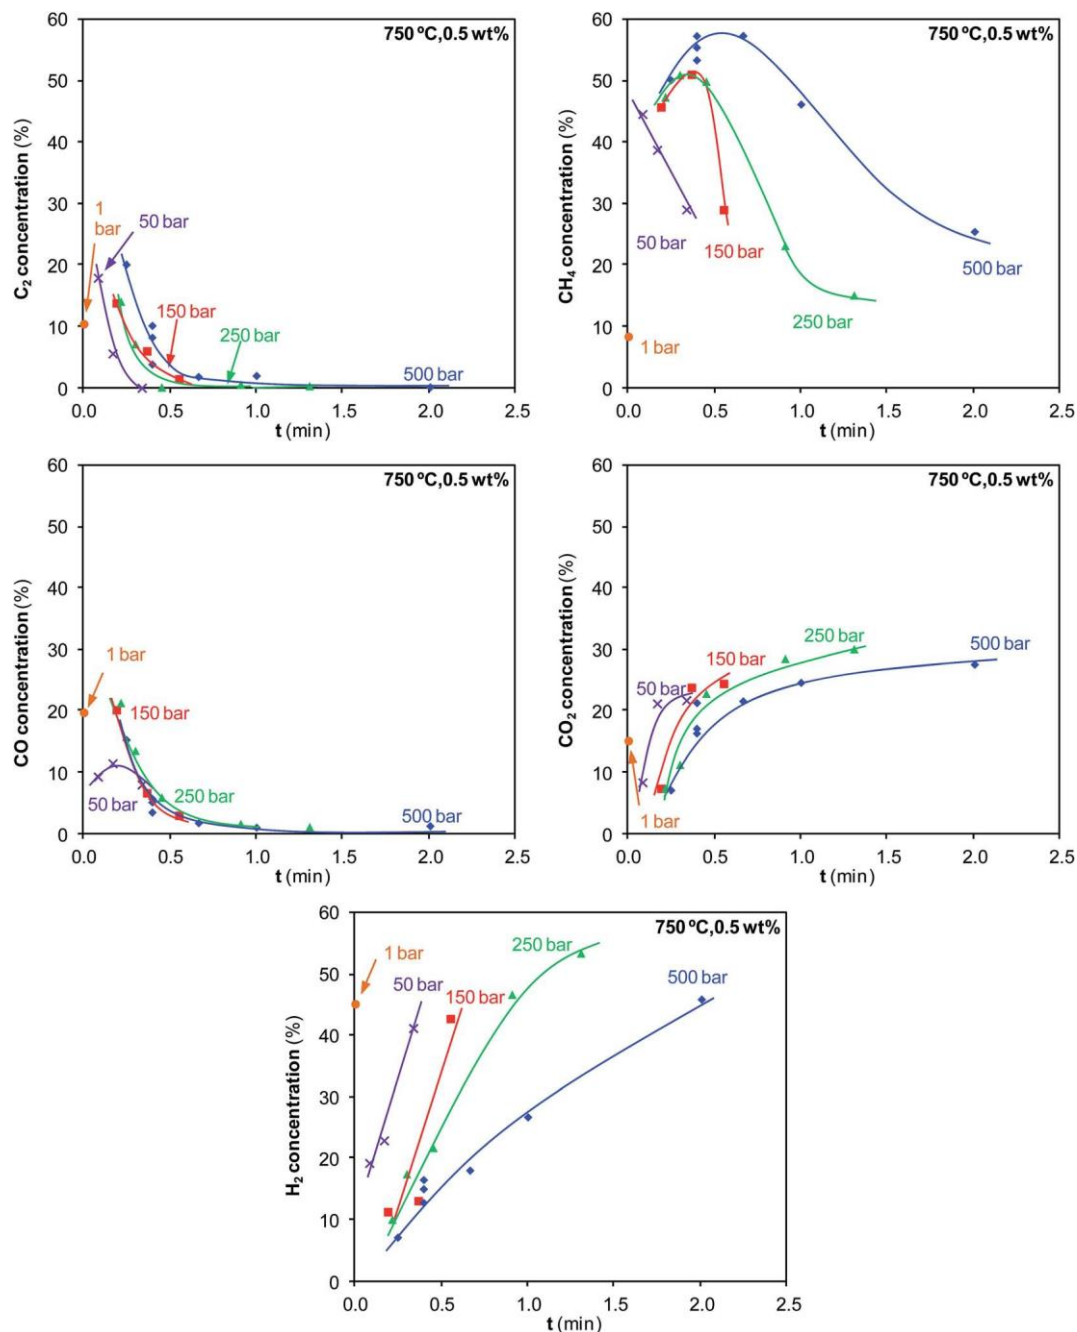 60
750 ºC,0.5 wt%
50
40
30
20
10
0
C2 concentration (%)
1
bar
50 bar
150 bar
250 bar
500 bar
0.0 0.5 1.0 1.5 2.0 2.5
t (min)
60
750 ºC,0.5 wt%
50
40
30
20
10
0
CH4 concentration (%)
50 bar
150 bar
500 bar
250 bar
1 bar
0.0 0.5 1.0 1.5 2.0 2.5
t (min)
60
750 ºC,0.5 wt%
50
40
30
20
10
0
CO concentration (%)
1 bar
150 bar
50 bar
250 bar
500 bar
0.0 0.5 1.0 1.5 2.0 2.5
t (min)
60
750 ºC,0.5 wt%
50
40
30
20
10
0
CO2 concentration (%)
250 bar
500 bar
150 bar
50 bar
1 bar
0.0 0.5 1.0 1.5 2.0 2.5
t (min)
60
750 ºC,0.5 wt%
50
40
30
20
10
0
H2 concentration (%)
1 bar
250 bar
50 bar
500 bar
150 bar
0.0 0.5 1.0 1.5 2.0 2.5
t (min)